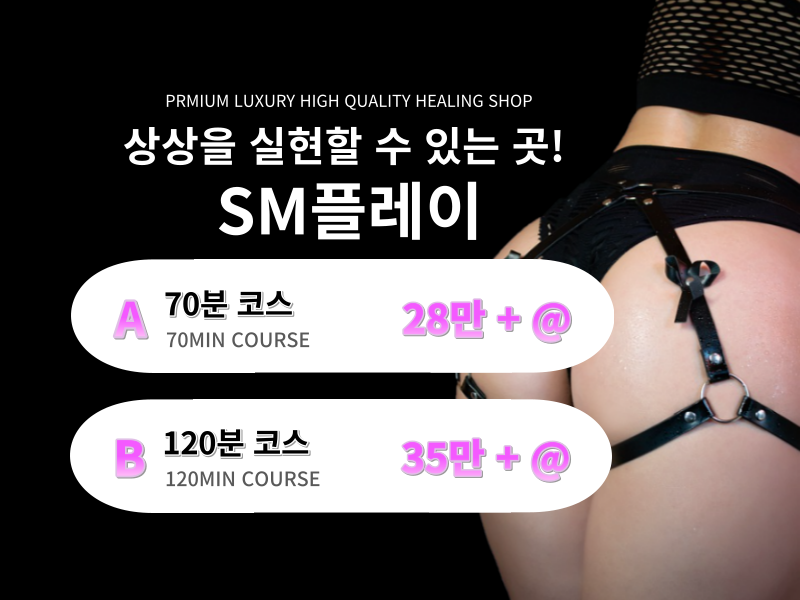 PRMIUM LUXURY HIGH QUALITY HEALING SHOP
상상을 실현할 수 있는 곳!
SM플레이
A 70분 코스 28만 + @
70MIN COURSE
B 120분 코스 35만 + @
120MIN COURSE